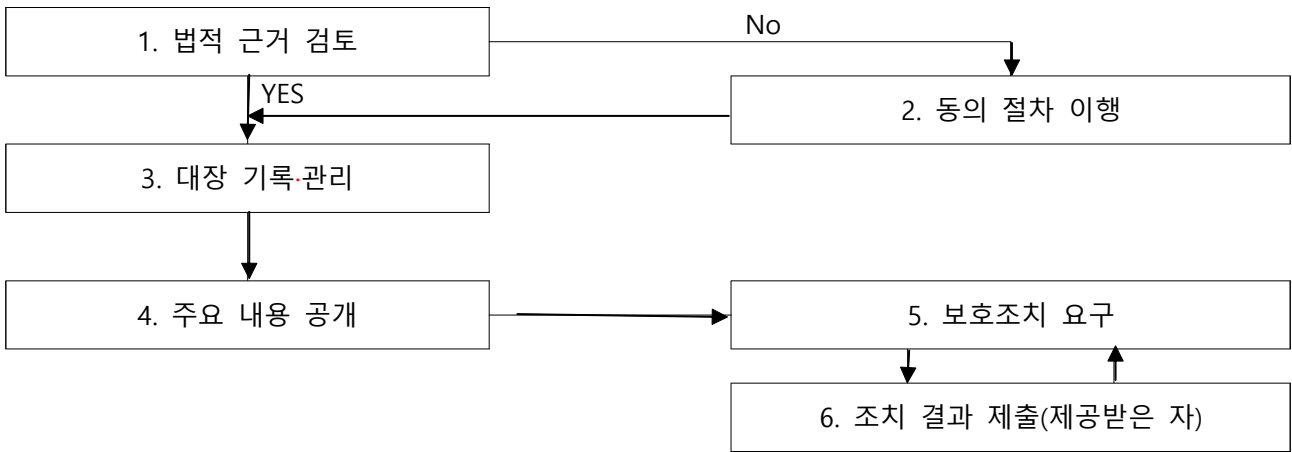 1. 법적 근거 검토
No
YES
2. 동의 절차 이행
3. 대장 기록·관리
4. 주요 내용 공개
5. 보호조치 요구
6. 조치 결과 제출(제공받은 자)